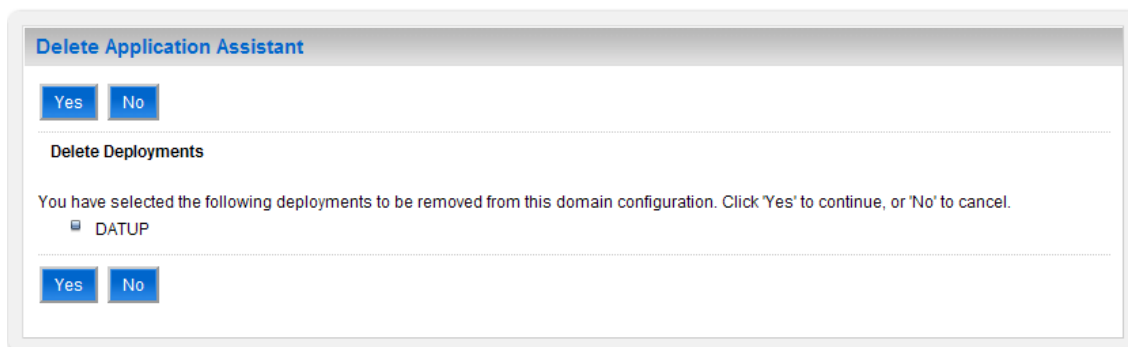 Delete Application Assistant
Yes No
Delete Deployments
You have selected the following deployments to be removed from this domain configuration. Click 'Yes' to continue, or 'No' to cancel.
DATUP
Yes No